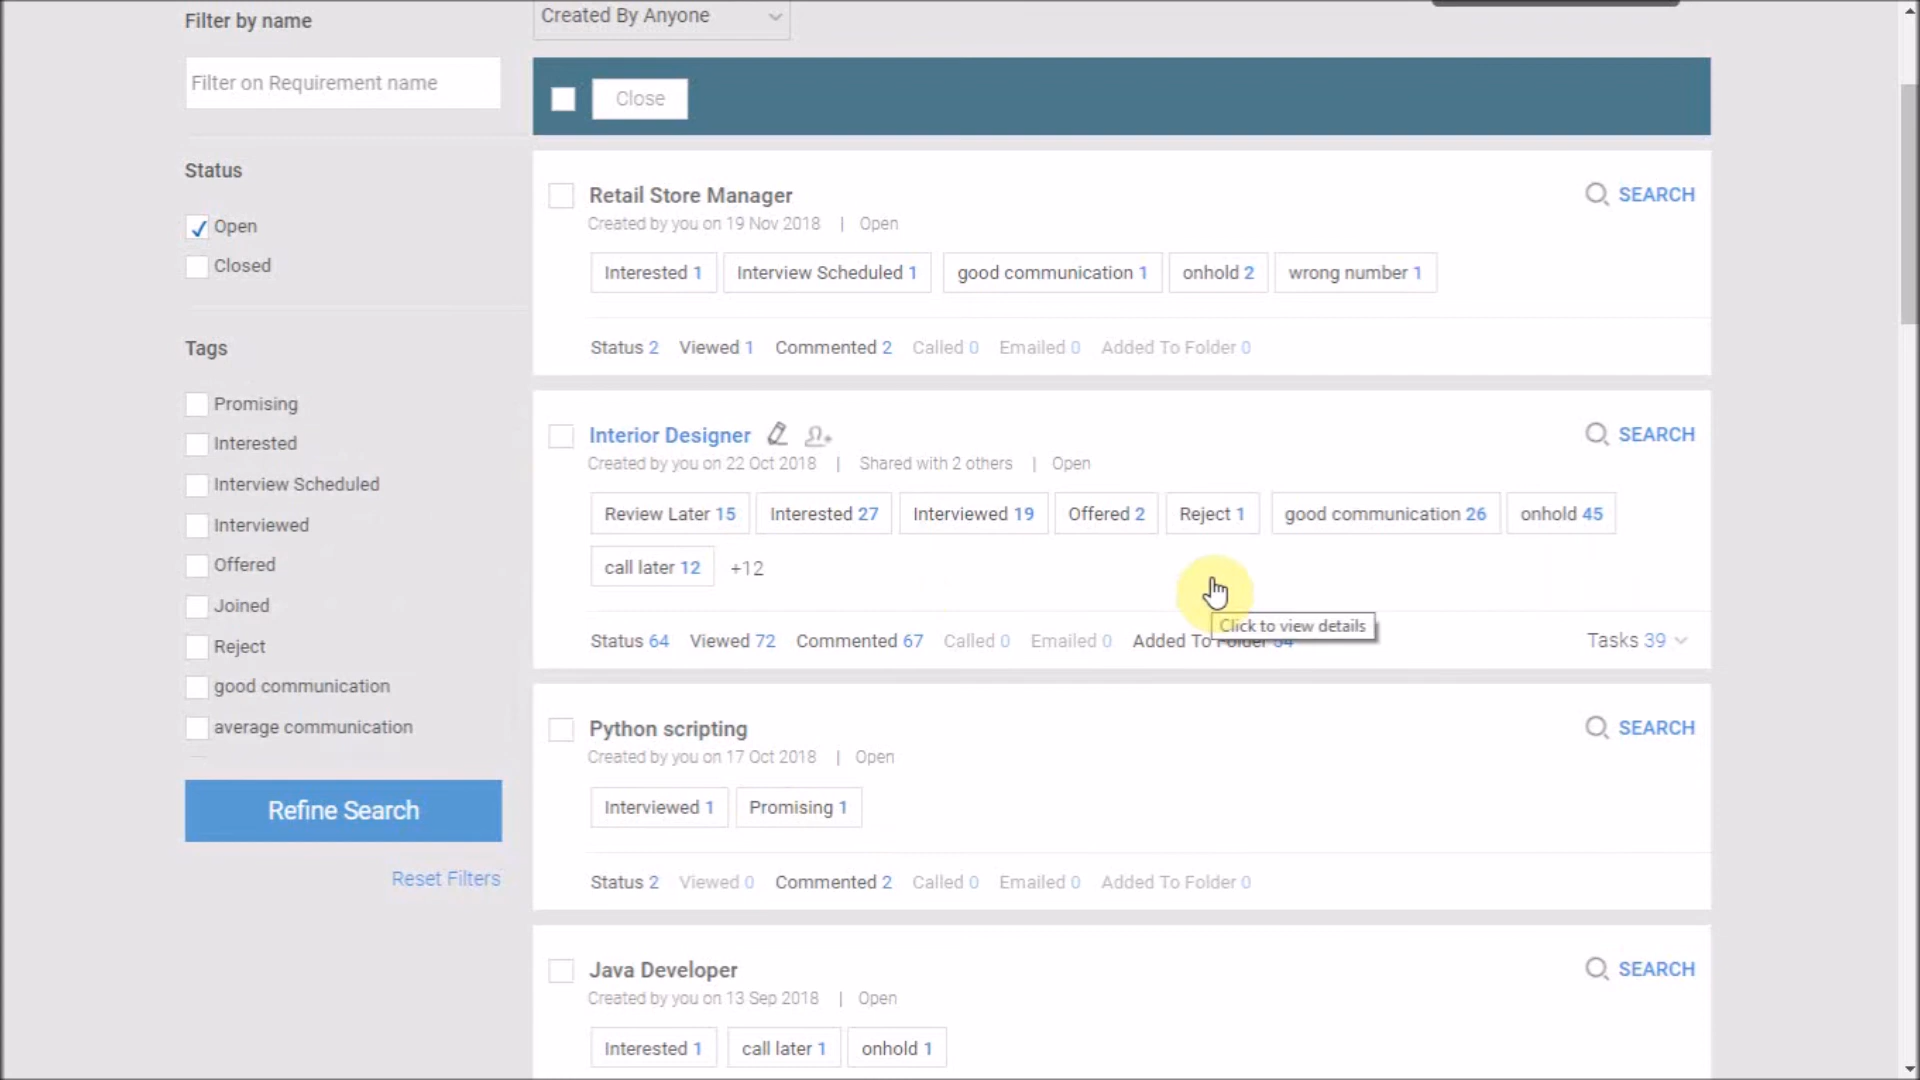 Filter by name
Created By Anyone
Filter on Requirement name
Close
Status
Open
Closed
Tags
Promising
Interested
Interview Scheduled
Interviewed
Offered
Joined
Reject
good communication
average communication
Refine Search
Reset Filters
Retail Store Manager
SEARCH
Created by you on 19 Nov 2018 | Open
Interested 1 Interview Scheduled 1 good communication 1 onhold 2 wrong number 1
Status 2 Viewed 1 Commented 2 Called 0 Emailed 0 Added To Folder 0
Interior Designer
SEARCH
Created by you on 22 Oct 2018 | Shared with 2 others | Open
Review Later 15 Interested 27 Interviewed 19 Offered 2 Reject 1 good communication 26 onhold 45
call later 12 +12
Click to view details
Status 64 Viewed 72 Commented 67 Called 0 Emailed 0 Added To Folder Tasks 39
Python scripting
SEARCH
Created by you on 17 Oct 2018 | Open
Interviewed 1 Promising 1
Status 2 Viewed 0 Commented 2 Called 0 Emailed 0 Added To Folder 0
Java Developer
SEARCH
Created by you on 13 Sep 2018 | Open
Interested 1 call later 1 onhold 1